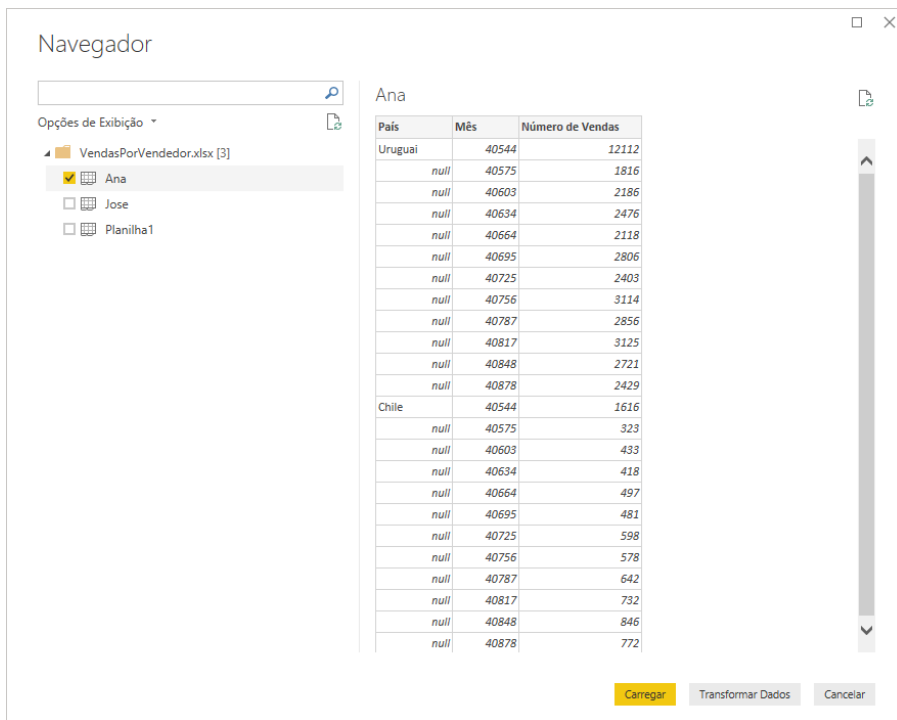 Navegador
Opções de Exibição
VendasPorVendedor.xlsx [3]
Ana
Jose
Planilha1
Ana
País Mês Número de Vendas
Uruguai 40544 12112
null 40575 1816
null 40603 2186
null 40634 2476
null 40664 2118
null 40695 2806
null 40725 2403
null 40756 3114
null 40787 2856
null 40817 3125
null 40848 2721
null 40878 2429
Chile 40544 1616
null 40575 323
null 40603 433
null 40634 418
null 40664 497
null 40695 481
null 40725 598
null 40756 578
null 40787 642
null 40817 732
null 40848 846
null 40878 772
Carregar Transformar Dados Cancelar